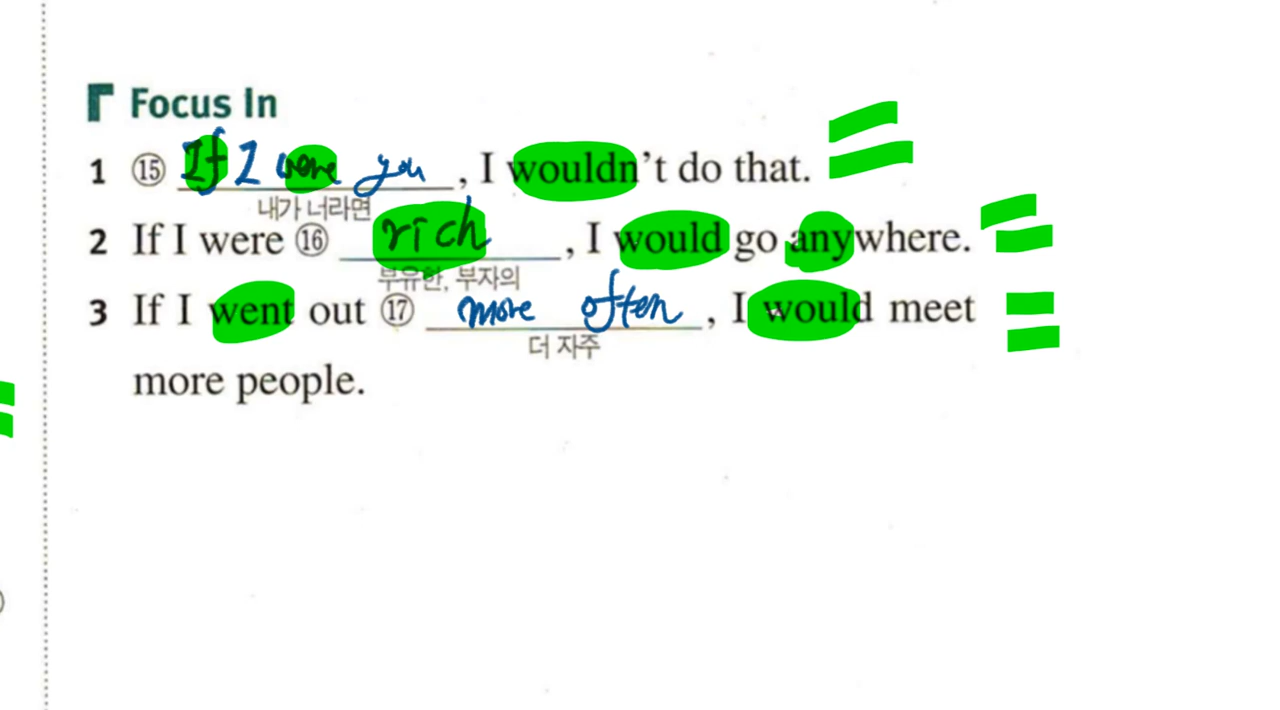 Focus In
1 ⑮ If I were you, I wouldn't do that.
내가 너라면
2 If I were ⑯ rich, I would go anywhere.
부유한, 부자의
3 If I went out ⑰ more often, I would meet
더 자주
more people.